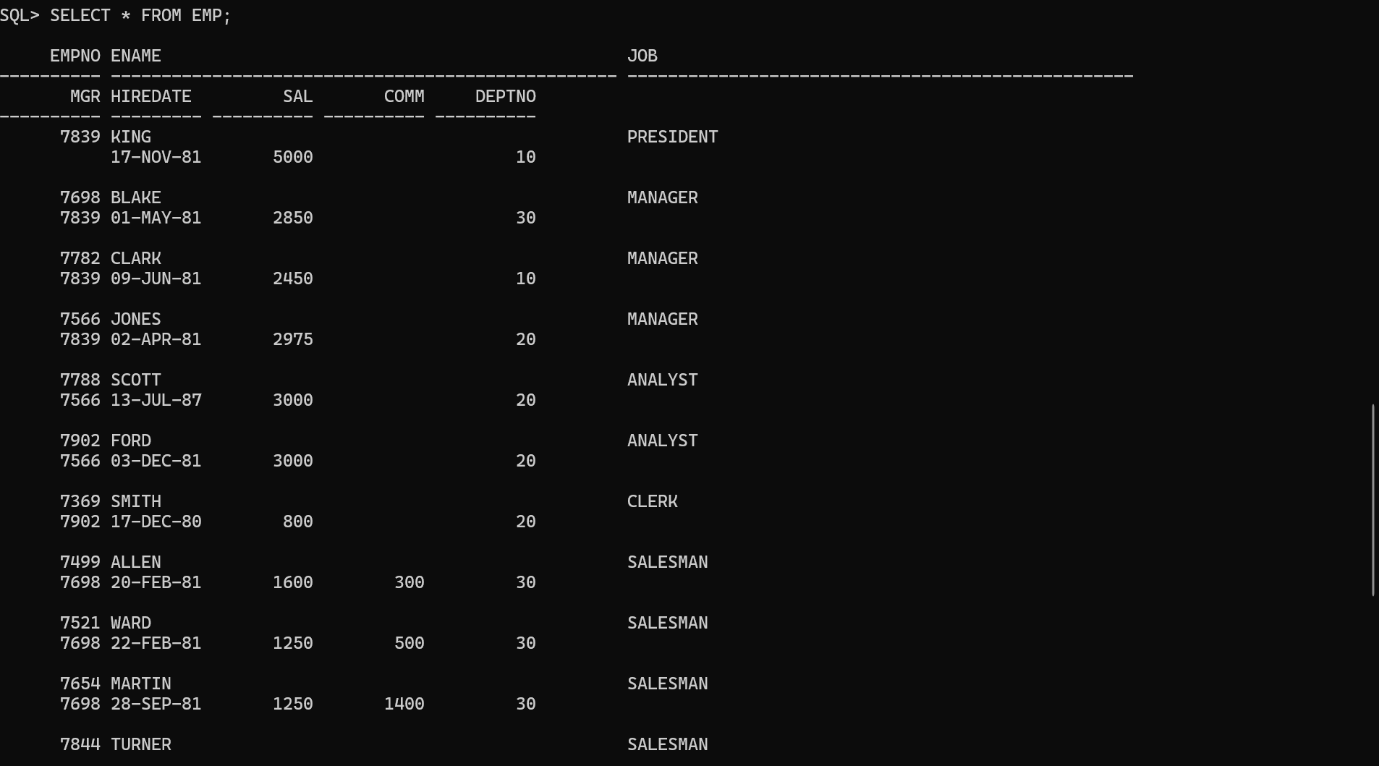 SQL> SELECT * FROM EMP;
EMPNO ENAME JOB
---------- -------------------------------------------------- --------------------------------------------------
MGR HIREDATE SAL COMM DEPTNO
---------- --------- ---------- ---------- ----------
7839 KING PRESIDENT
17-NOV-81 5000 10
7698 BLAKE MANAGER
7839 01-MAY-81 2850 30
7782 CLARK MANAGER
7839 09-JUN-81 2450 10
7566 JONES MANAGER
7839 02-APR-81 2975 20
7788 SCOTT ANALYST
7566 13-JUL-87 3000 20
7902 FORD ANALYST
7566 03-DEC-81 3000 20
7369 SMITH CLERK
7902 17-DEC-80 800 20
7499 ALLEN SALESMAN
7698 20-FEB-81 1600 300 30
7521 WARD SALESMAN
7698 22-FEB-81 1250 500 30
7654 MARTIN SALESMAN
7698 28-SEP-81 1250 1400 30
7844 TURNER SALESMAN